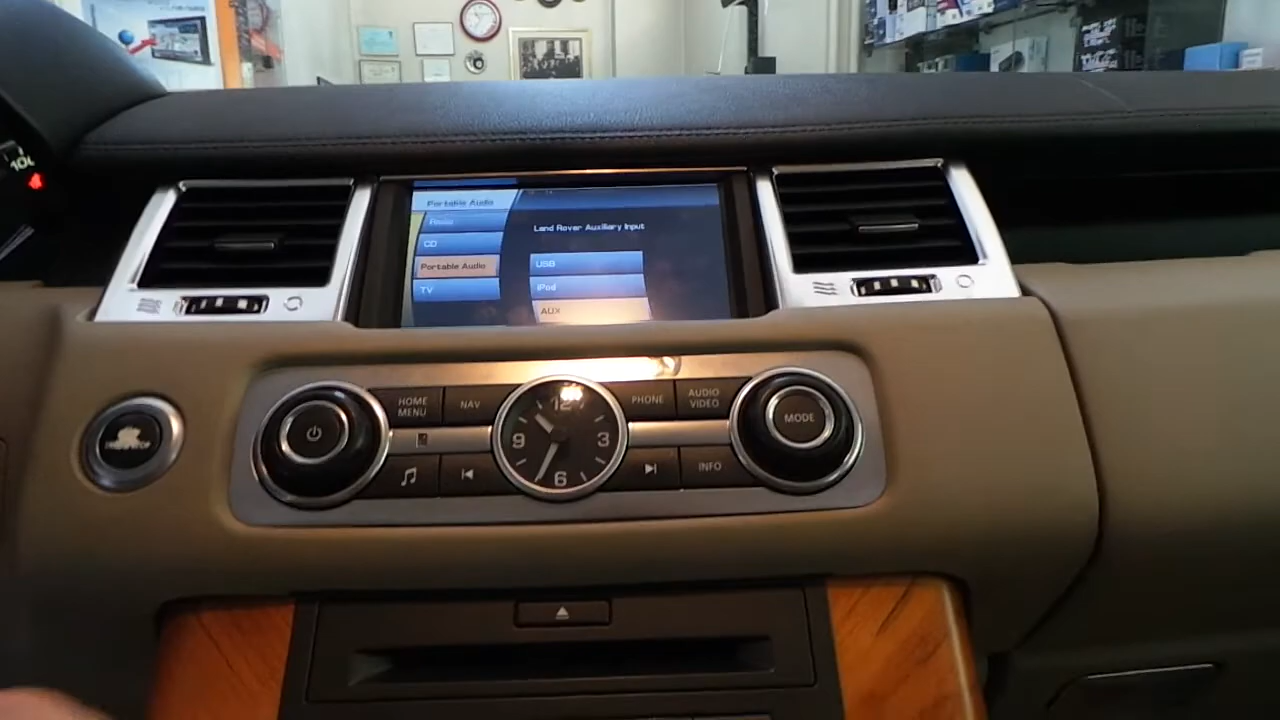 Portable Audio
Radio
CD
Portable Audio
TV
Land Rover Auxiliary Input
USB
iPod
AUX
HOME
MENU
NAV
12
3
6
9
PHONE
AUDIO
VIDEO
MODE
INFO